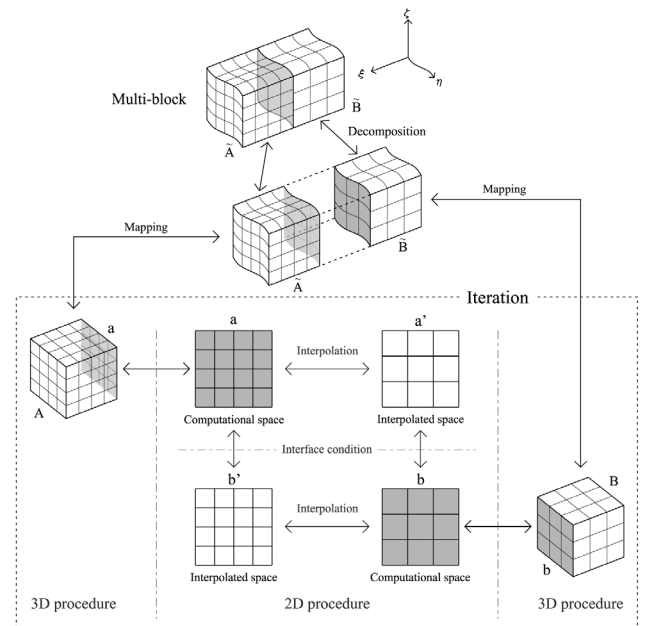 ζ
ξ
η
Multi-block
B̃
Ã
Decomposition
Mapping
Mapping
B̃
Ã
Iteration
a
a
a’
Interpolation
A
Computational space
Interpolated space
Interface condition
b’
b
B
Interpolation
b
Interpolated space
Computational space
3D procedure
2D procedure
3D procedure